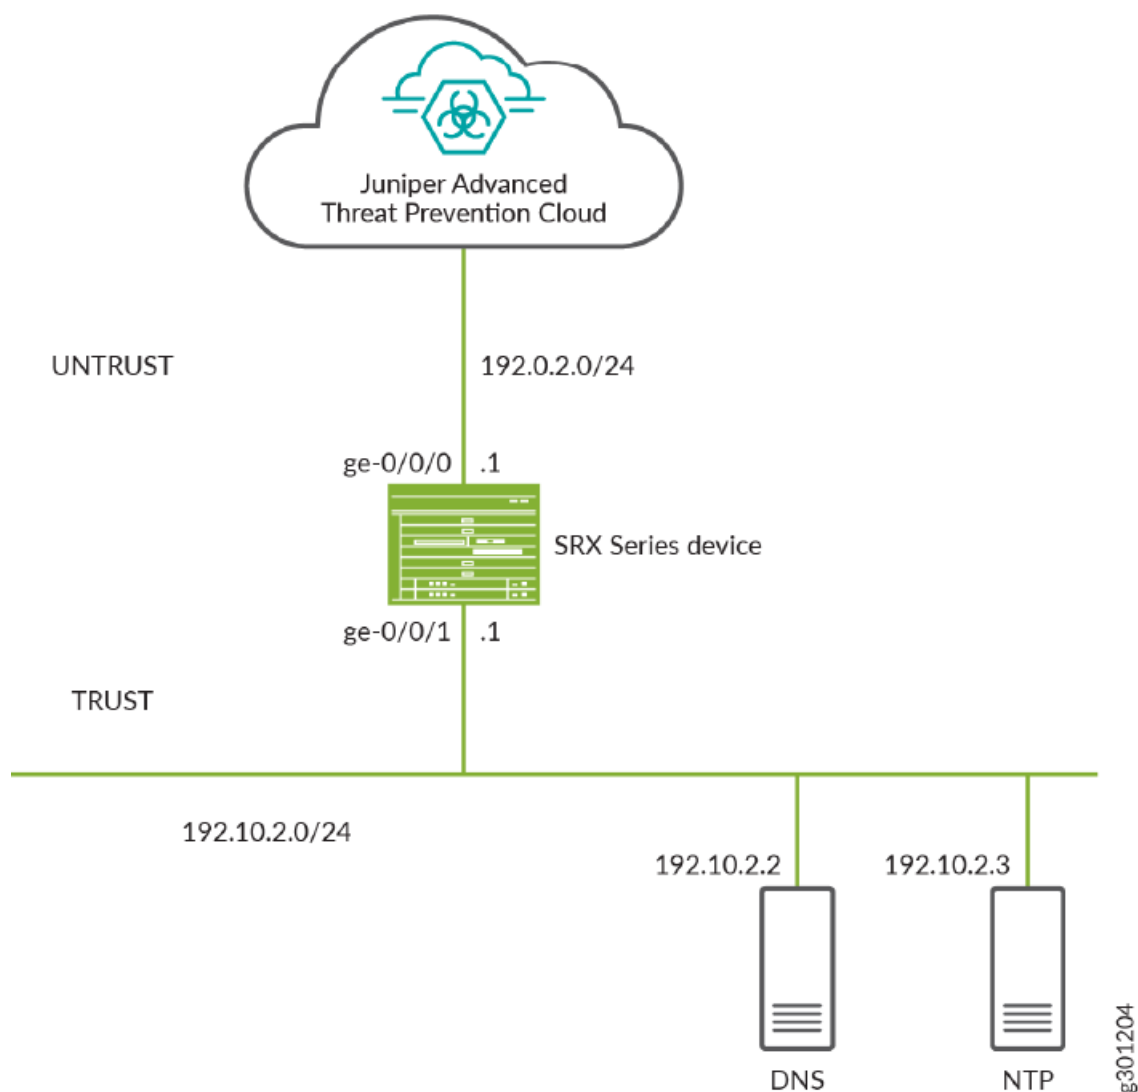 Juniper Advanced
Threat Prevention Cloud
UNTRUST
192.0.2.0/24
ge-0/0/0
.1
SRX Series device
ge-0/0/1
.1
TRUST
192.10.2.0/24
192.10.2.2
192.10.2.3
DNS
NTP
g301204